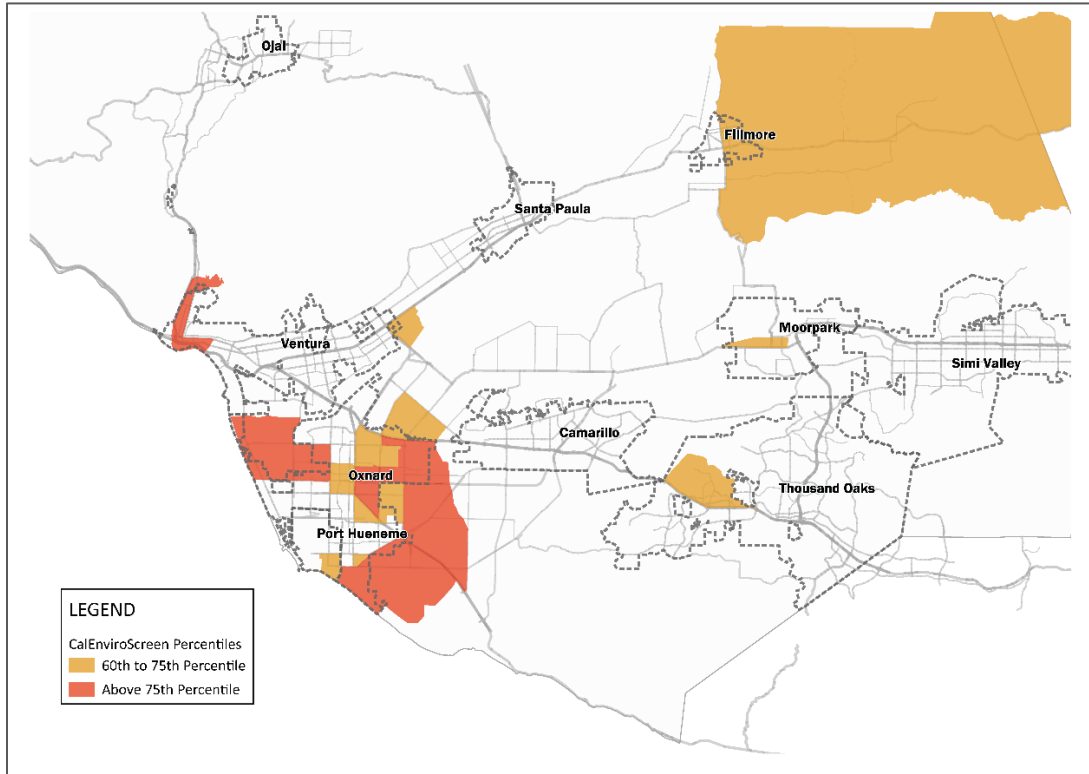 Ojai
Fillmore
Santa Paula
Moorpark
Ventura
Simi Valley
Camarillo
Oxnard
Thousand Oaks
Port Hueneme
LEGEND
CalEnviroScreen Percentiles
60th to 75th Percentile
Above 75th Percentile